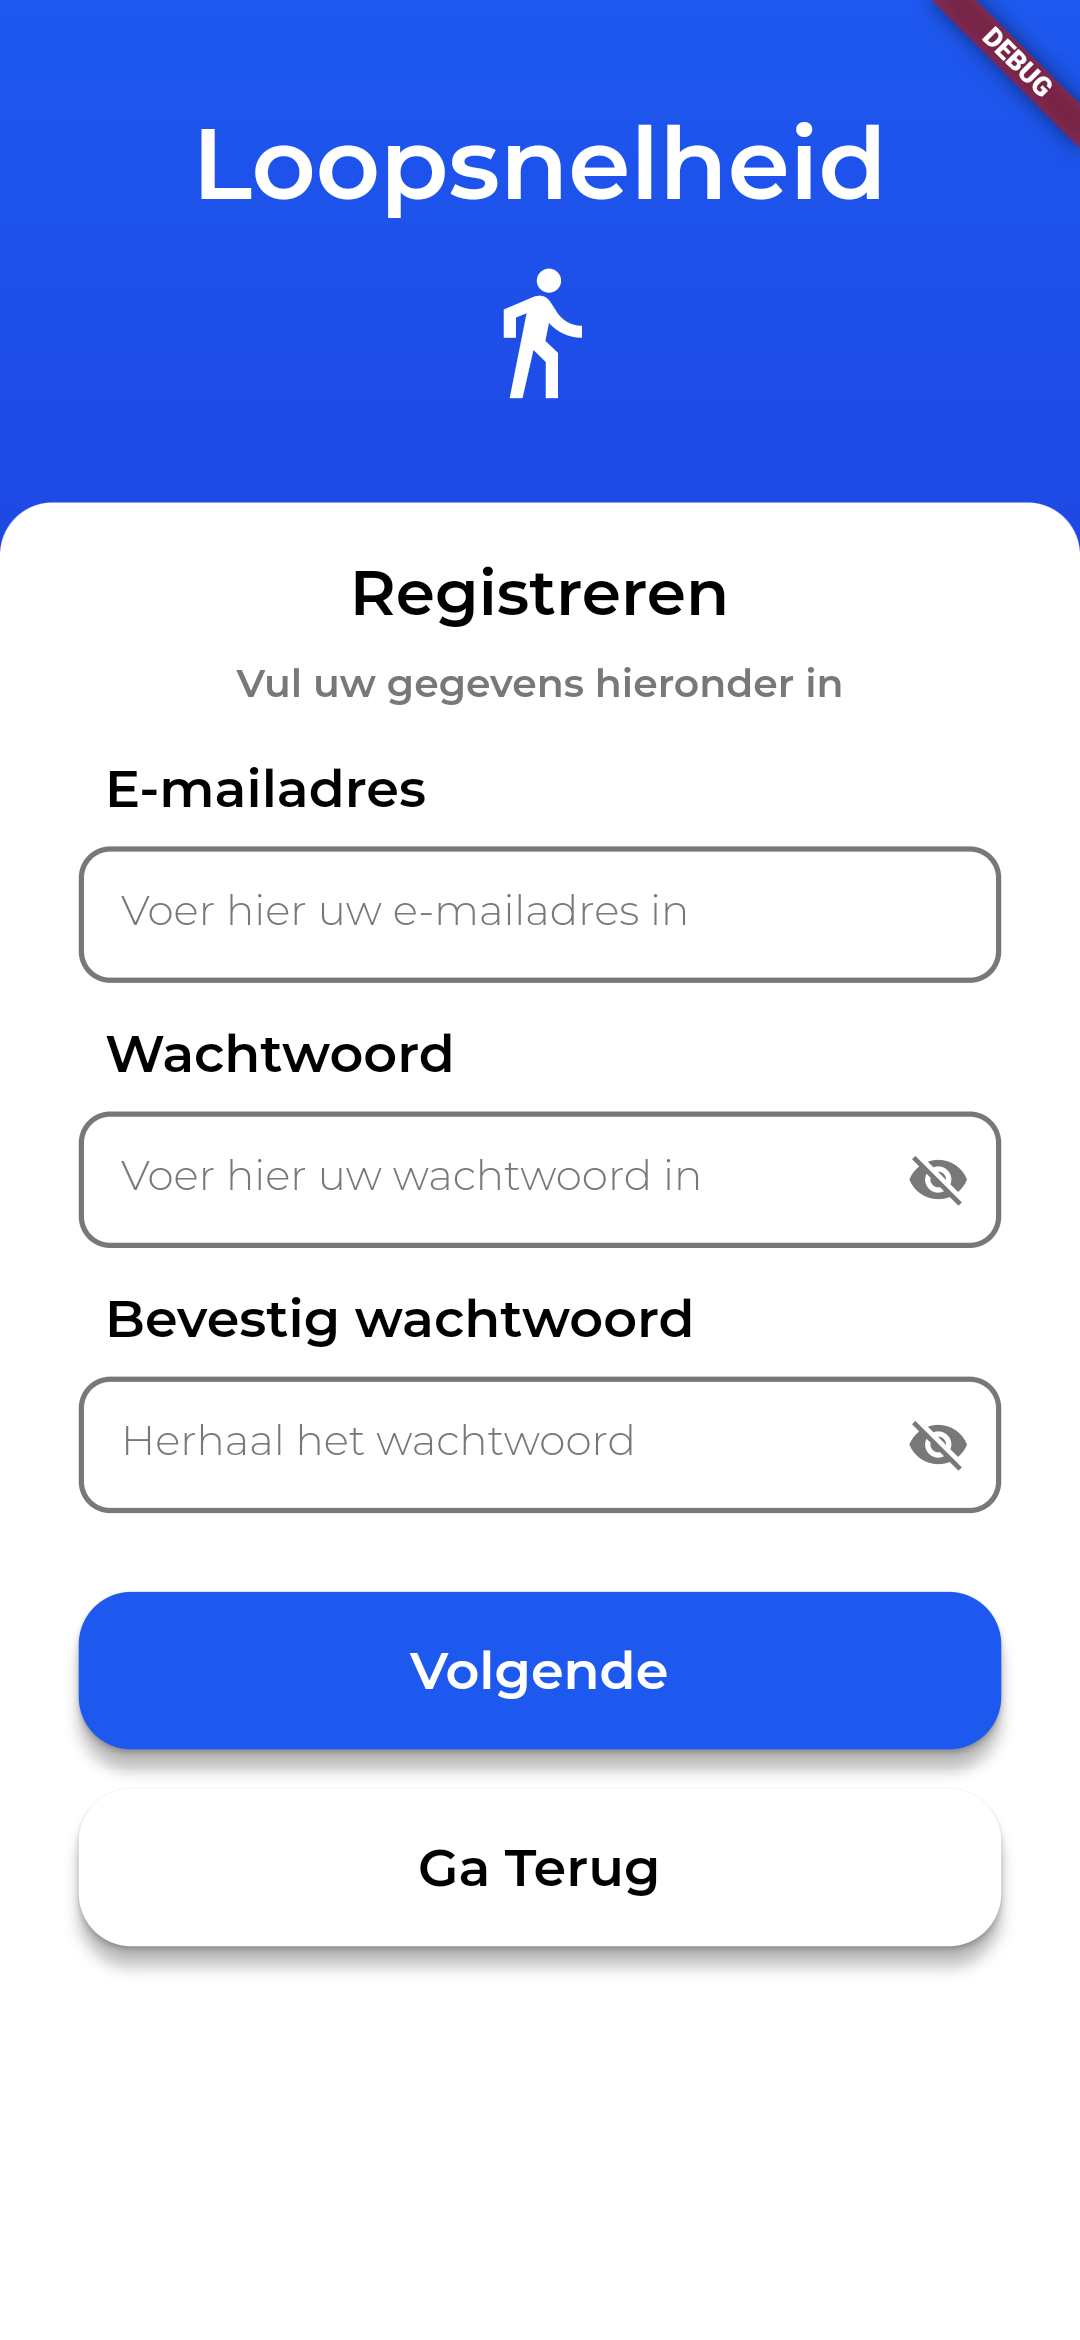 DEBUG
Loopsnelheid
Registreren
Vul uw gegevens hieronder in
E-mailadres
Voer hier uw e-mailadres in
Wachtwoord
Voer hier uw wachtwoord in
Bevestig wachtwoord
Herhaal het wachtwoord
Volgende
Ga Terug